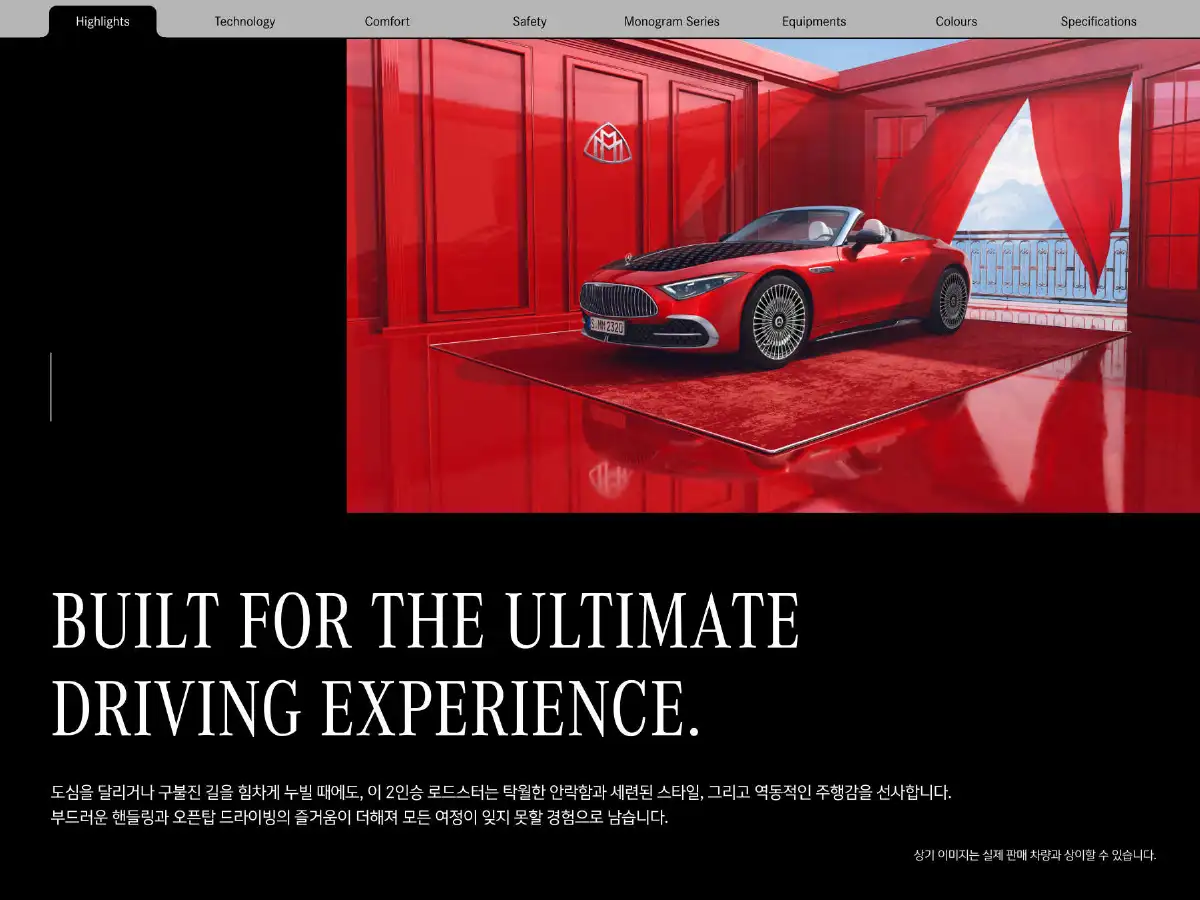 Highlights
Technology
Comfort
Safety
Monogram Series
Equipments
Colours
Specifications
S MM 2320
BUILT FOR THE ULTIMATE
DRIVING EXPERIENCE.
도심을 달리거나 구불진 길을 힘차게 누빌 때에도, 이 2인승 로드스터는 탁월한 안락함과 세련된 스타일, 그리고 역동적인 주행감을 선사합니다.
부드러운 핸들링과 오픈탑 드라이빙의 즐거움이 더해져 모든 여정이 잊지 못할 경험으로 남습니다.
상기 이미지는 실제 판매 차량과 상이할 수 있습니다.